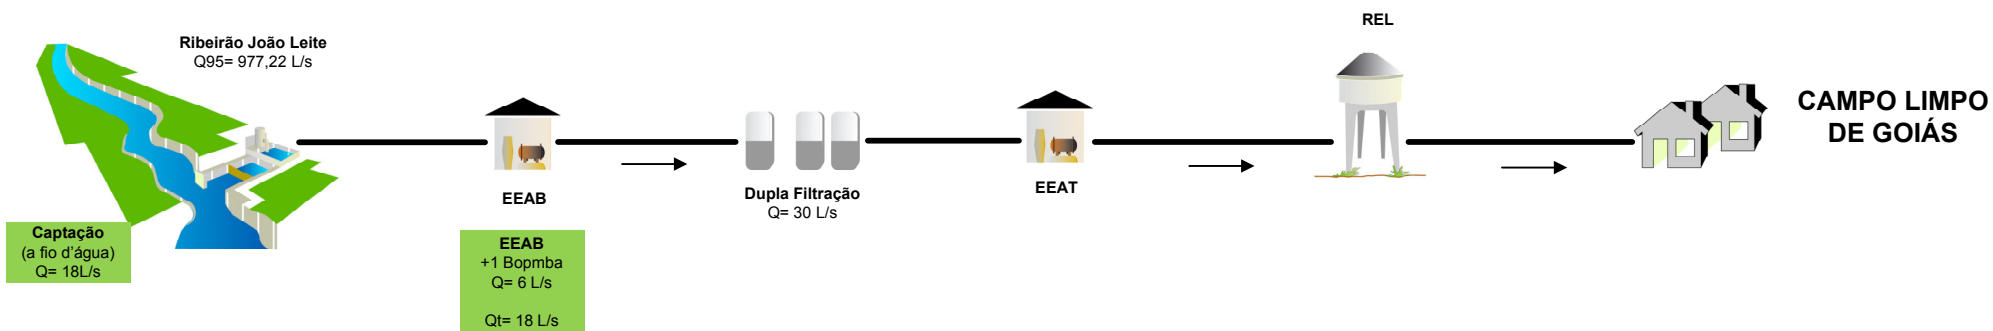 Ribeirão João Leite
Q95= 977,22 L/s
Captação
(a fio d'água)
Q= 18L/s
EEAB
EEAB
+1 Bopmba
Q= 6 L/s
Qt= 18 L/s
Dupla Filtração
Q= 30 L/s
EEAT
REL
CAMPO LIMPO
DE GOIÁS